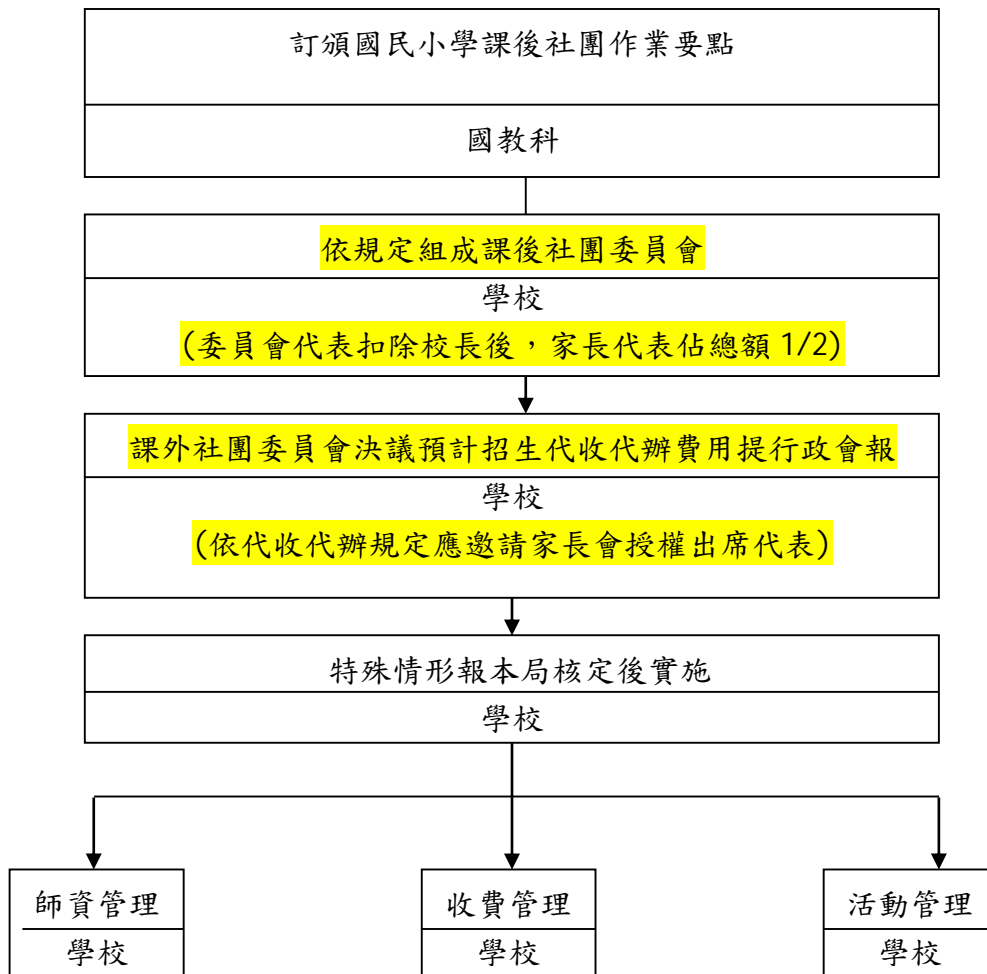 訂頒國民小學課後社團作業要點
國教科
依規定組成課後社團委員會
學校
(委員會代表扣除校長後，家長代表佔總額 1/2)
課外社團委員會決議預計招生代收代辦費用提行政會報
學校
(依代收代辦規定應邀請家長會授權出席代表)
特殊情形報本局核定後實施
學校
師資管理
學校
收費管理
學校
活動管理
學校